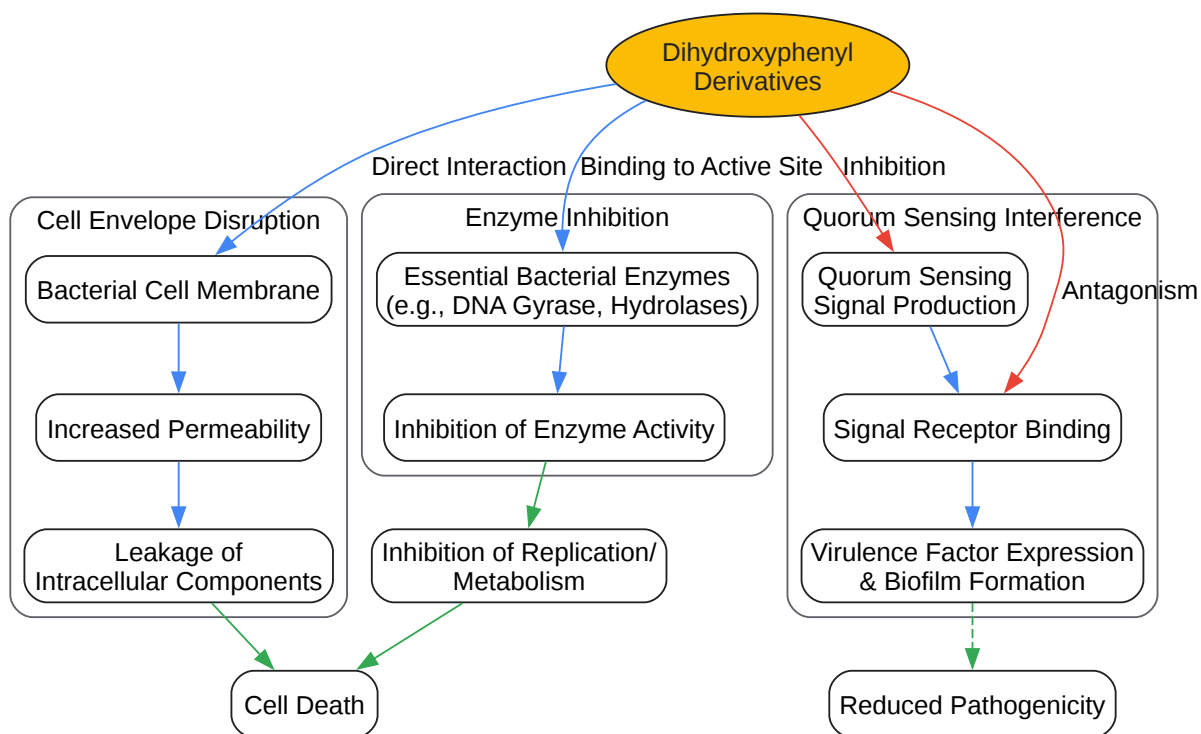 Dihydroxyphenyl
Derivatives
Direct Interaction
Binding to Active Site
Inhibition
Cell Envelope Disruption
Enzyme Inhibition
Quorum Sensing Interference
Bacterial Cell Membrane
Essential Bacterial Enzymes
(e.g., DNA Gyrase, Hydrolases)
Quorum Sensing
Signal Production
Antagonism
Increased Permeability
Inhibition of Enzyme Activity
Signal Receptor Binding
Leakage of
Intracellular Components
Inhibition of Replication/
Metabolism
Virulence Factor Expression
& Biofilm Formation
Cell Death
Reduced Pathogenicity